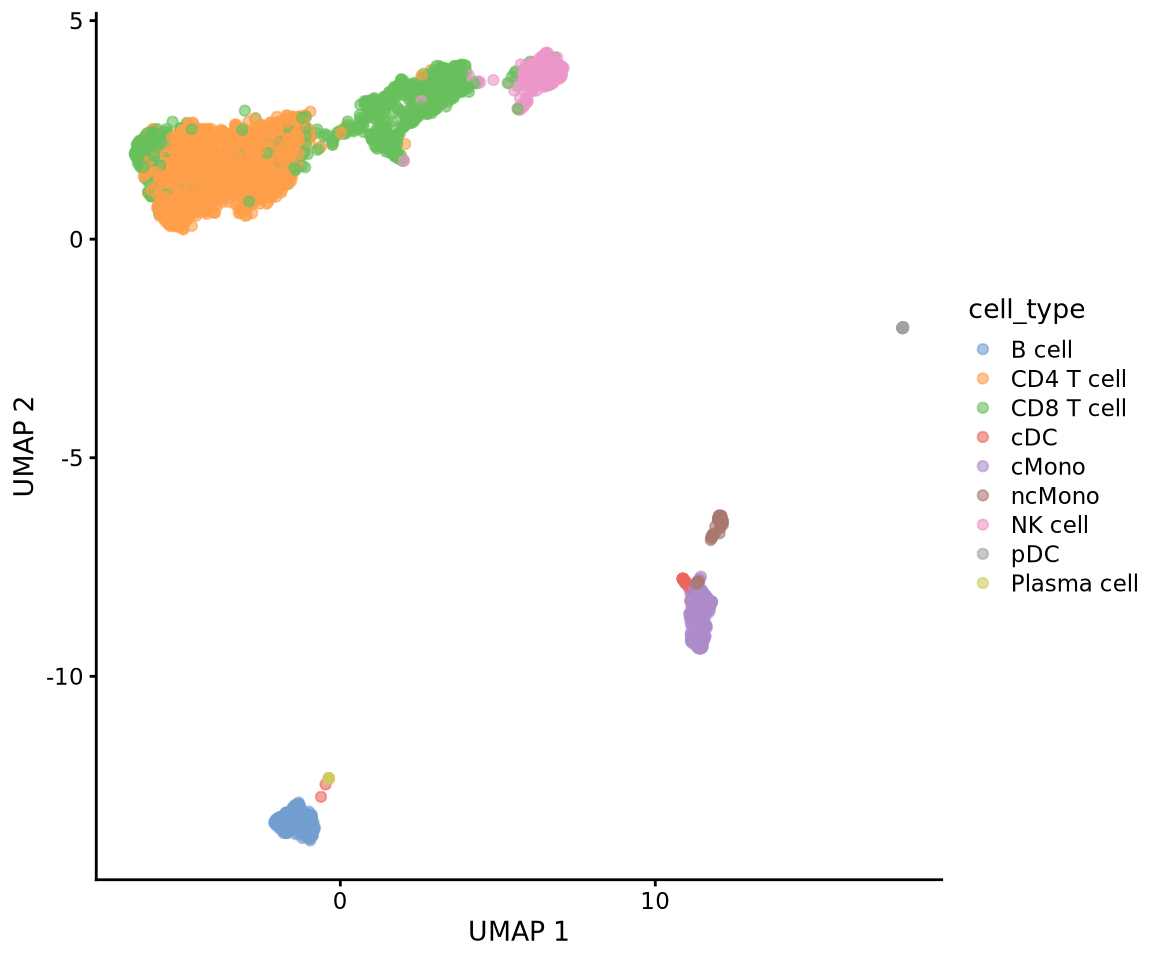 5
0
-5
-10
UMAP 2
0
10
UMAP 1
cell_type
B cell
CD4 T cell
CD8 T cell
cDC
cMono
ncMono
NK cell
pDC
Plasma cell